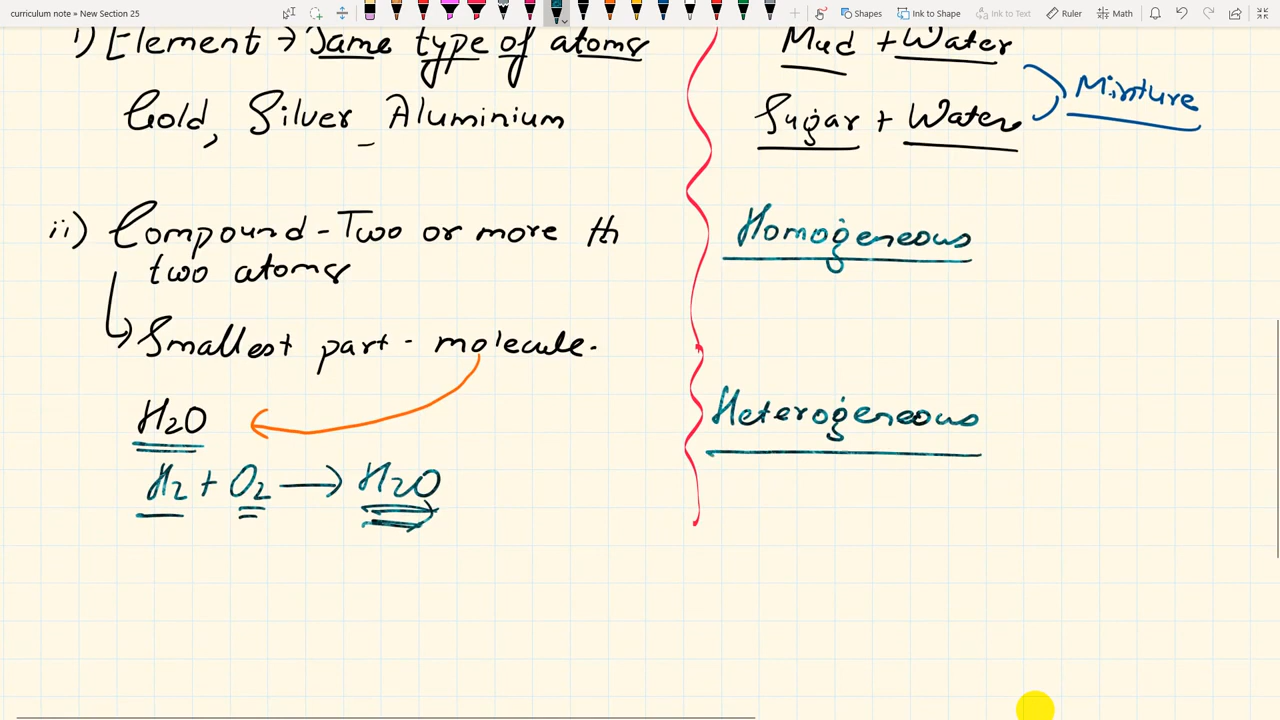 curriculum note » New Section 25
Shapes
Ink to Shape
Ink to Text
Ruler
Math
i) Element → Same type of atoms
Gold, Silver Aluminium
ii) Compound - Two or more th
two atoms
Smallest part - molecule.
H2O
H2 + O2 → H2O
Mud + Water
Sugar + Water
Mixture
Homogeneous
Heterogeneous